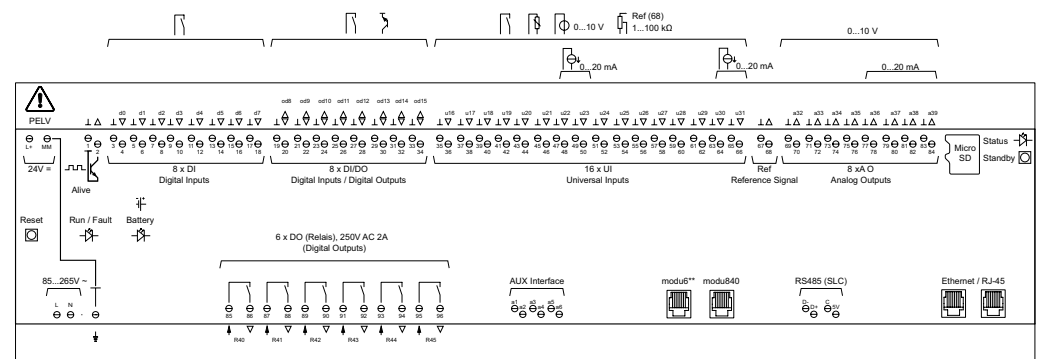 Ref (68)
0...10 V
1...100 kΩ
0...10 V
0...20 mA
0...20 mA
0...20 mA
PELV
d0 d1 d2 d3 d4 d5 d6 d7
od8 od9 od10 od11 od12 od13 od14 od15
u16 u17 u18 u19 u20 u21 u22 u23 u24 u25 u26 u27 u28 u29 u30 u31
a32 a33 a34 a35 a36 a37 a38 a39
L+ MM
1 3 5 7 9 11 13 15 17
2 4 6 8 10 12 14 16 18
19 21 23 25 27 29 31 33
20 22 24 26 28 30 32 34
35 37 39 41 43 45 47 49 51 53 55 57 59 61 63 65
36 38 40 42 44 46 48 50 52 54 56 58 60 62 64 66
67 69 71 73 75 77 79 81 83
68 70 72 74 76 78 80 82 84
Micro
SD
Status
Standby
24V =
8 x DI
Digital Inputs
8 x DI/DO
Digital Inputs / Digital Outputs
16 x UI
Universal Inputs
Ref
Reference Signal
8 xA O
Analog Outputs
Alive
Reset
Run / Fault
Battery
6 x DO (Relais), 250V AC 2A
(Digital Outputs)
85...265V ~
L N
85 86 87 88 89 90 91 92 93 94 95 96
R40 R41 R42 R43 R44 R45
AUX Interface
s1 s2 s3 s4 s5 s6
modu6**
modu840
RS485 (SLC)
D- D+ C 5V
Ethernet / RJ-45